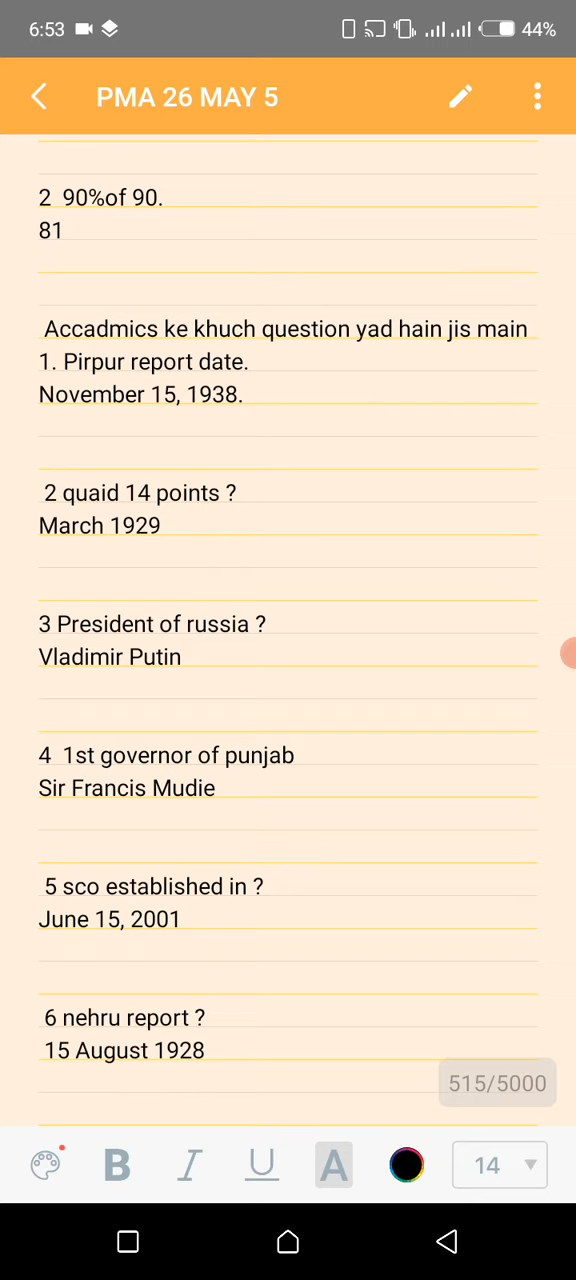 6:53
44%
PMA 26 MAY 5
2 90%of 90.
81
Accadmics ke khuch question yad hain jis main
1. Pirpur report date.
November 15, 1938.
2 quaid 14 points ?
March 1929
3 President of russia ?
Vladimir Putin
4 1st governor of punjab
Sir Francis Mudie
5 sco established in ?
June 15, 2001
6 nehru report ?
15 August 1928
515/5000
B I U A 14